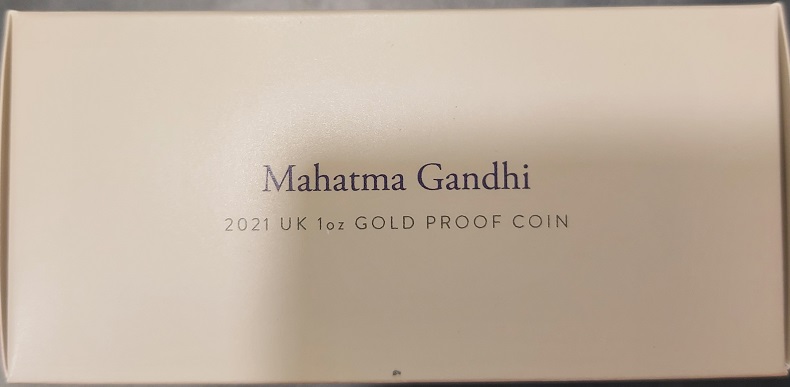 Mahatma Gandhi
2021 UK 1oz GOLD PROOF COIN